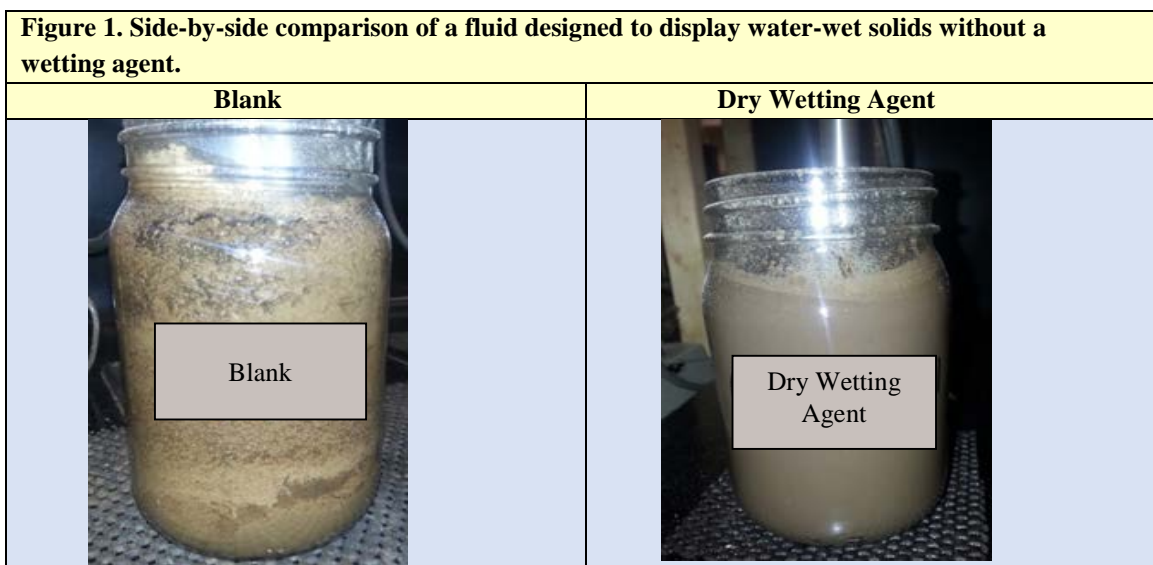 Figure 1. Side-by-side comparison of a fluid designed to display water-wet solids without a
wetting agent.
Blank
Dry Wetting Agent
Blank
Dry Wetting
Agent